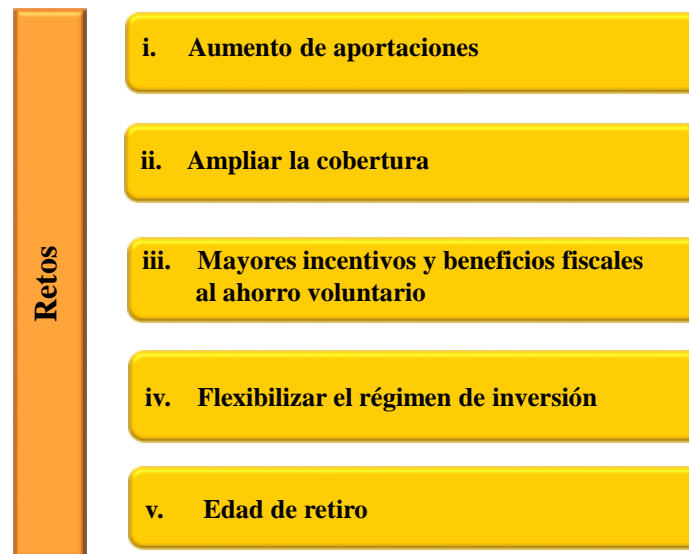 Retos
i. Aumento de aportaciones
ii. Ampliar la cobertura
iii. Mayores incentivos y beneficios fiscales
al ahorro voluntario
iv. Flexibilizar el régimen de inversión
v. Edad de retiro